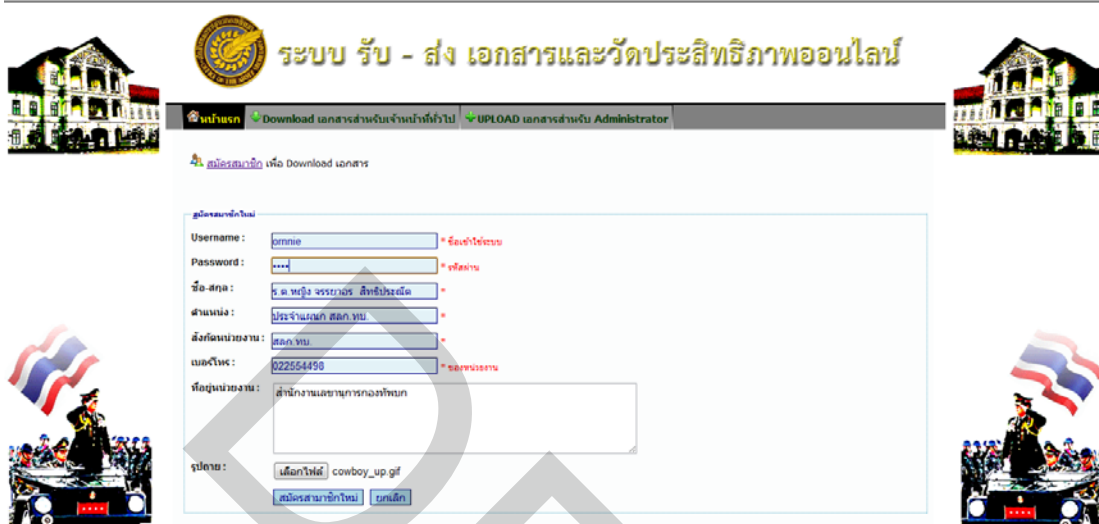 ระบบ รับ - ส่ง เอกสารและวัดประสิทธิภาพออนไลน์
หน้าแรก Download เอกสารสำหรับเจ้าหน้าที่ทั่วไป UPLOAD เอกสารสำหรับ Administrator
สมัครสมาชิก เพื่อ Download เอกสาร
สมัครสมาชิกใหม่
Username : omnie * ชื่อเข้าใช้ระบบ
Password : •••• * รหัสผ่าน
ชื่อ-สกุล : ร.ต.หญิง จรรยาอร สิทธิประณีต *
ตำแหน่ง : ประจำแผนก สลก.ทบ. *
สังกัดหน่วยงาน : สลก.ทบ. *
เบอร์โทร : 022554498 * ของหน่วยงาน
ที่อยู่หน่วยงาน : สำนักงานเลขานุการกองทัพบก
รูปถ่าย : เลือกไฟล์ cowboy_up.gif
สมัครสามาชิกใหม่ ยกเลิก